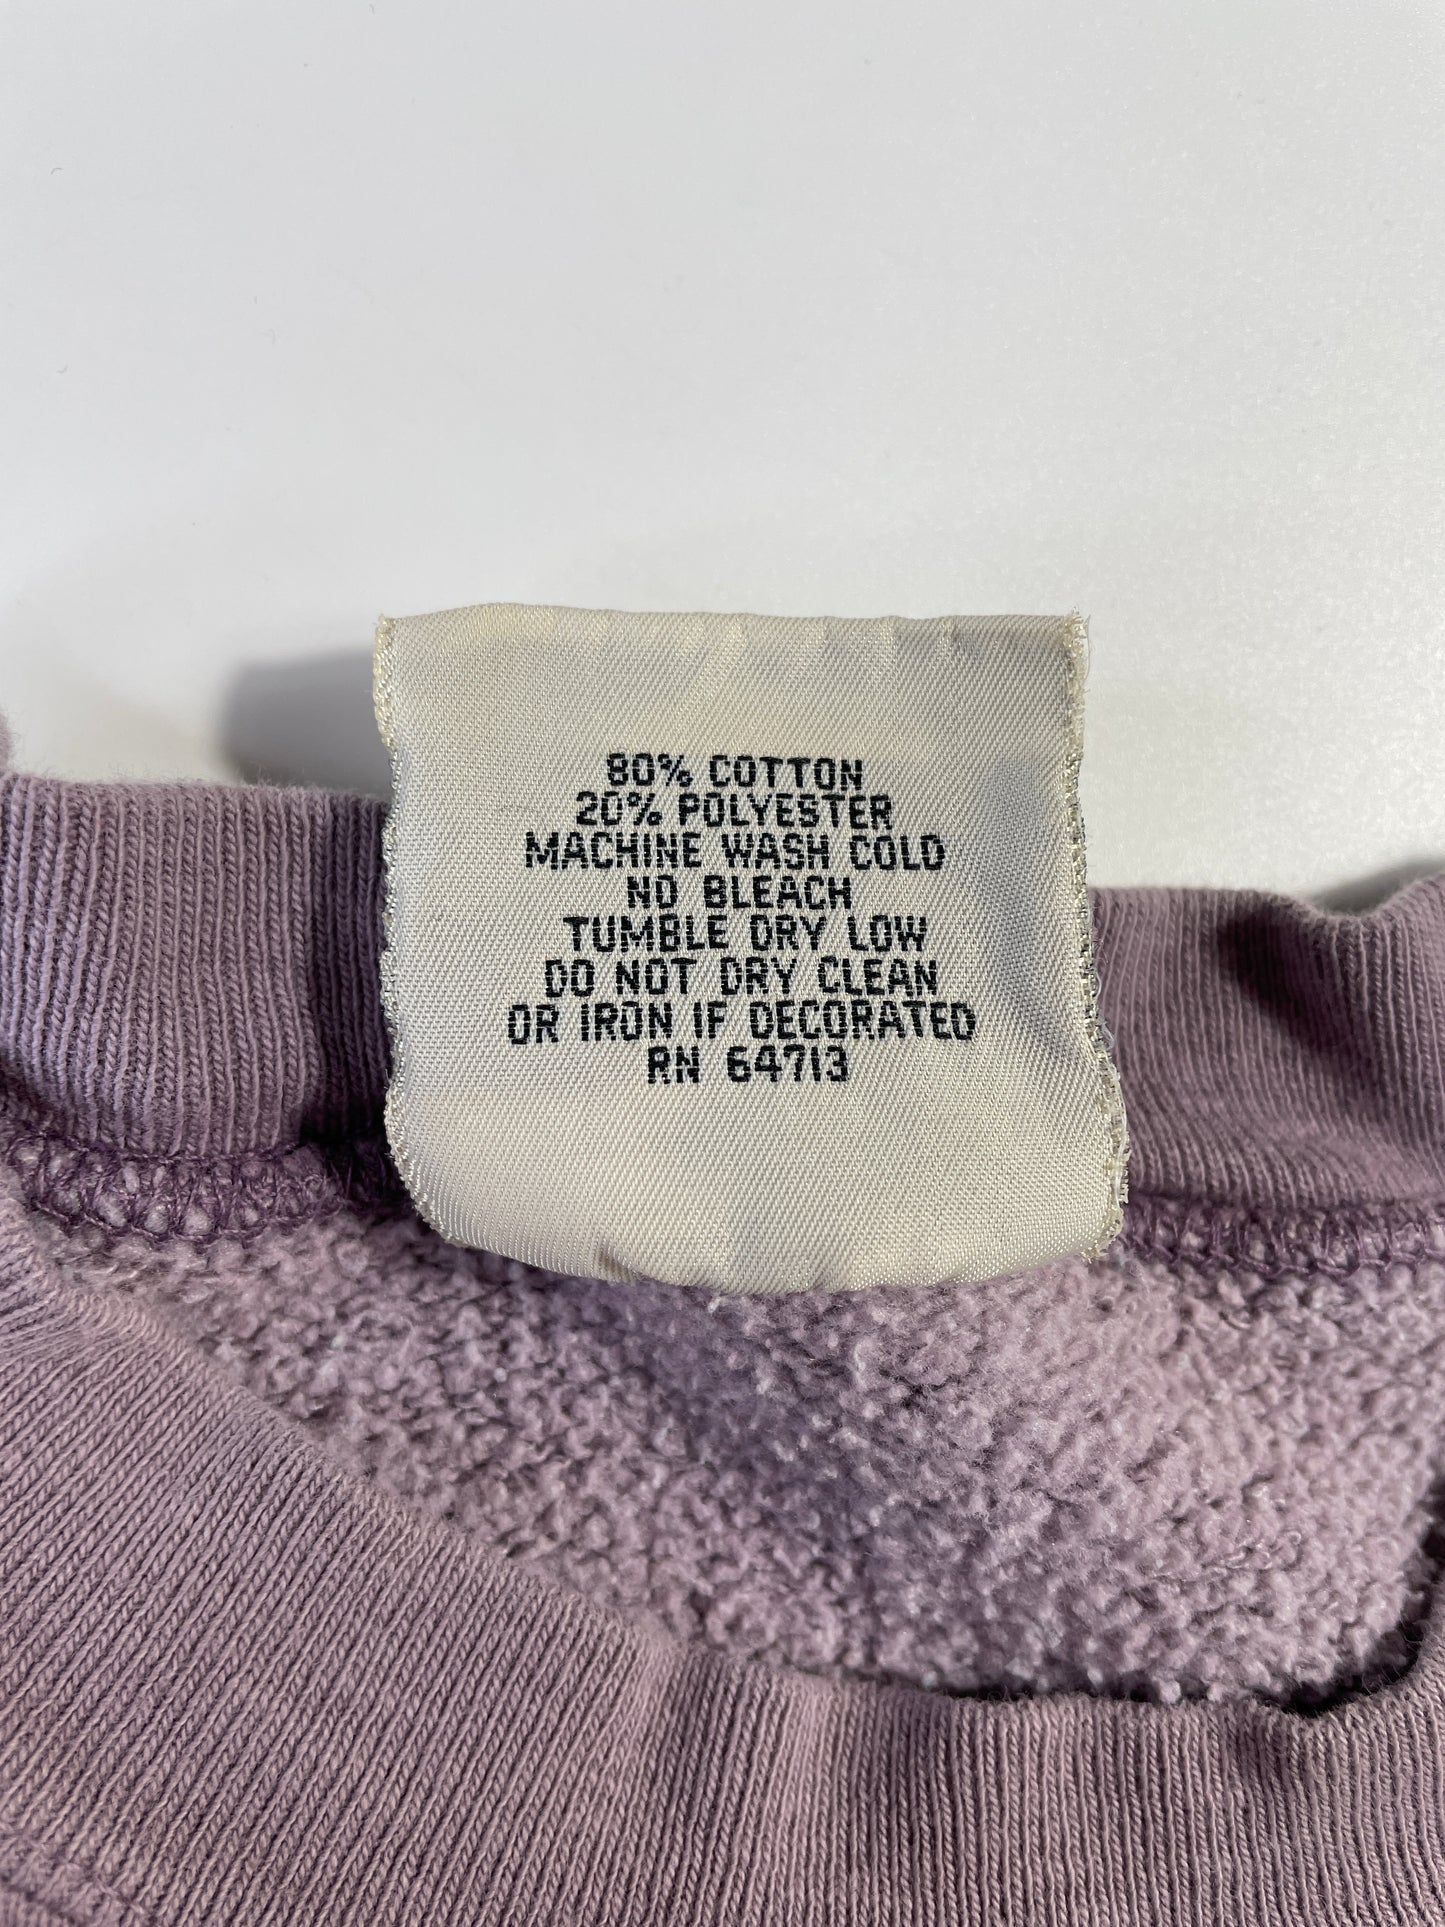 80% COTTON
20% POLYESTER
MACHINE WASH COLD
NO BLEACH
TUMBLE DRY LOW
DO NOT DRY CLEAN
OR IRON IF DECORATED
RN 64713